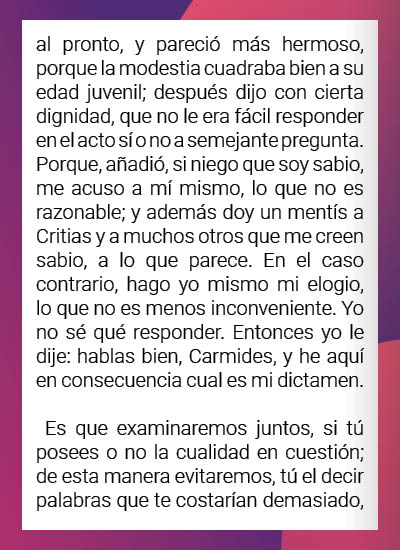 al pronto, y pareció más hermoso,
porque la modestia cuadraba bien a su
edad juvenil; después dijo con cierta
dignidad, que no le era fácil responder
en el acto sí o no a semejante pregunta.
Porque, añadió, si niego que soy sabio,
me acuso a mí mismo, lo que no es
razonable; y además doy un mentís a
Critias y a muchos otros que me creen
sabio, a lo que parece. En el caso
contrario, hago yo mismo mi elogio,
lo que no es menos inconveniente. Yo
no sé qué responder. Entonces yo le
dije: hablas bien, Carmides, y he aquí
en consecuencia cual es mi dictamen.
Es que examinaremos juntos, si tú
posees o no la cualidad en cuestión;
de esta manera evitaremos, tú el decir
palabras que te costarían demasiado,